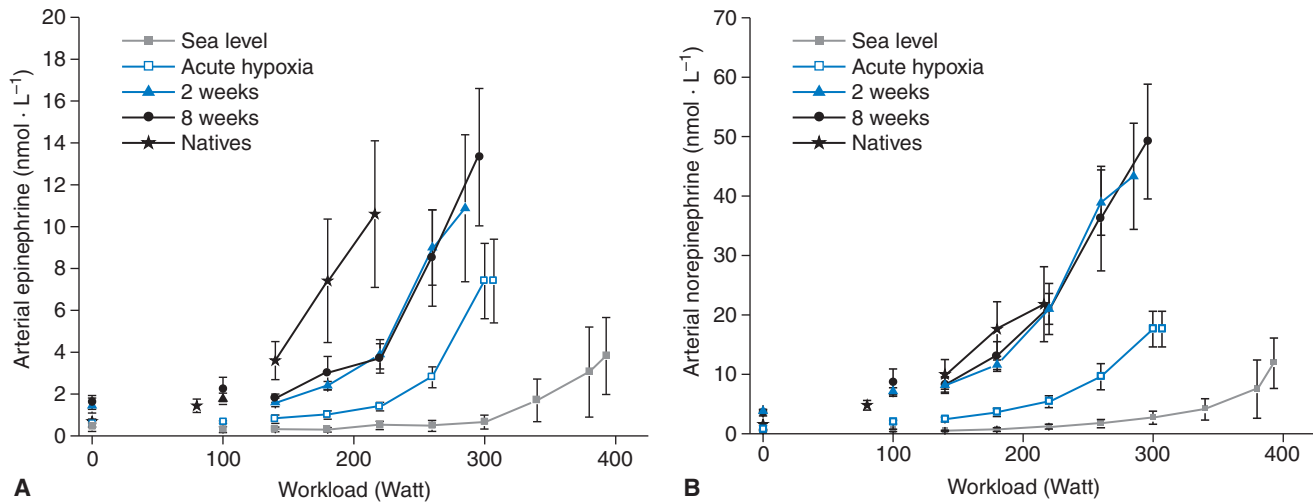 20
18
16
14
12
10
8
6
4
2
0
Arterial epinephrine (nmol · L⁻¹)
Sea level
Acute hypoxia
2 weeks
8 weeks
Natives
0 100 200 300 400
A Workload (Watt)
70
60
50
40
30
20
10
0
Arterial norepinephrine (nmol · L⁻¹)
Sea level
Acute hypoxia
2 weeks
8 weeks
Natives
0 100 200 300 400
B Workload (Watt)